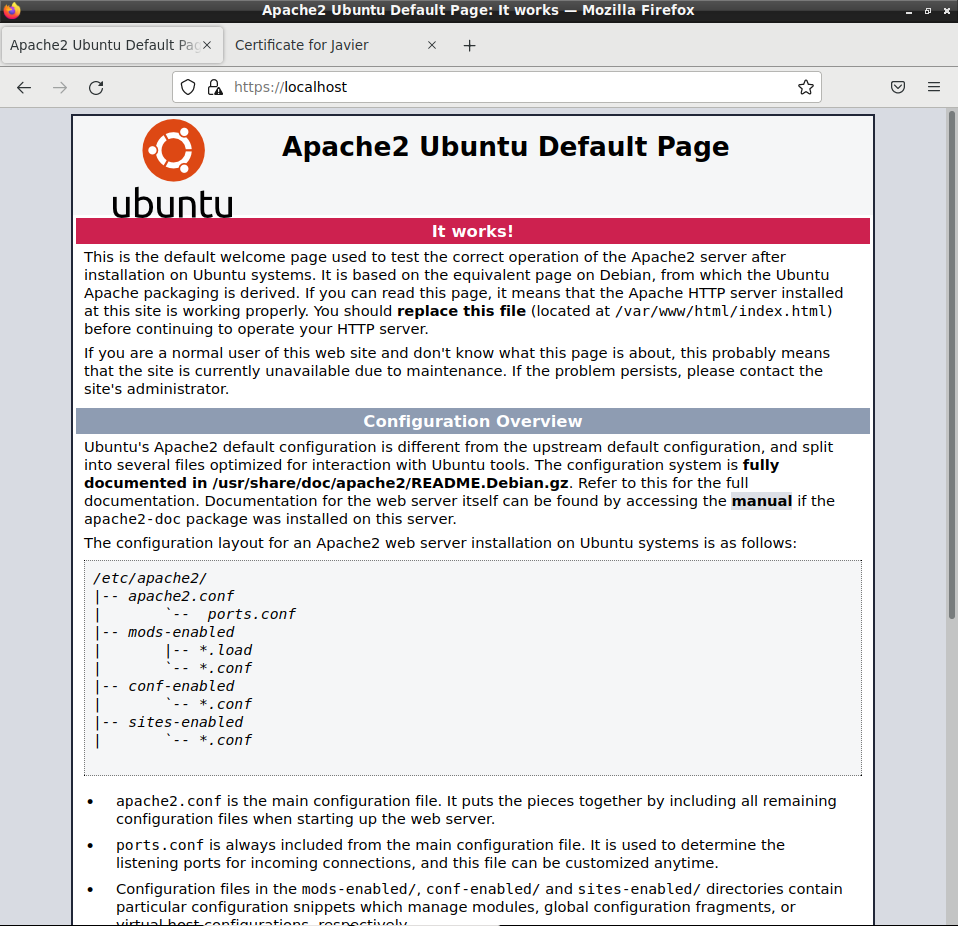 Apache2 Ubuntu Default Page: It works — Mozilla Firefox
Apache2 Ubuntu Default Pag
Certificate for Javier
https://localhost
ubuntu
Apache2 Ubuntu Default Page
It works!
This is the default welcome page used to test the correct operation of the Apache2 server after
installation on Ubuntu systems. It is based on the equivalent page on Debian, from which the Ubuntu
Apache packaging is derived. If you can read this page, it means that the Apache HTTP server installed
at this site is working properly. You should replace this file (located at /var/www/html/index.html)
before continuing to operate your HTTP server.
If you are a normal user of this web site and don't know what this page is about, this probably means
that the site is currently unavailable due to maintenance. If the problem persists, please contact the
site's administrator.
Configuration Overview
Ubuntu's Apache2 default configuration is different from the upstream default configuration, and split
into several files optimized for interaction with Ubuntu tools. The configuration system is fully
documented in /usr/share/doc/apache2/README.Debian.gz. Refer to this for the full
documentation. Documentation for the web server itself can be found by accessing the manual if the
apache2-doc package was installed on this server.
The configuration layout for an Apache2 web server installation on Ubuntu systems is as follows:
/etc/apache2/
|-- apache2.conf
|       `--  ports.conf
|-- mods-enabled
|       |-- *.load
|       `-- *.conf
|-- conf-enabled
|       `-- *.conf
|-- sites-enabled
|       `-- *.conf
• apache2.conf is the main configuration file. It puts the pieces together by including all remaining
configuration files when starting up the web server.
• ports.conf is always included from the main configuration file. It is used to determine the
listening ports for incoming connections, and this file can be customized anytime.
• Configuration files in the mods-enabled/, conf-enabled/ and sites-enabled/ directories contain
particular configuration snippets which manage modules, global configuration fragments, or
virtual host configurations, respectively.